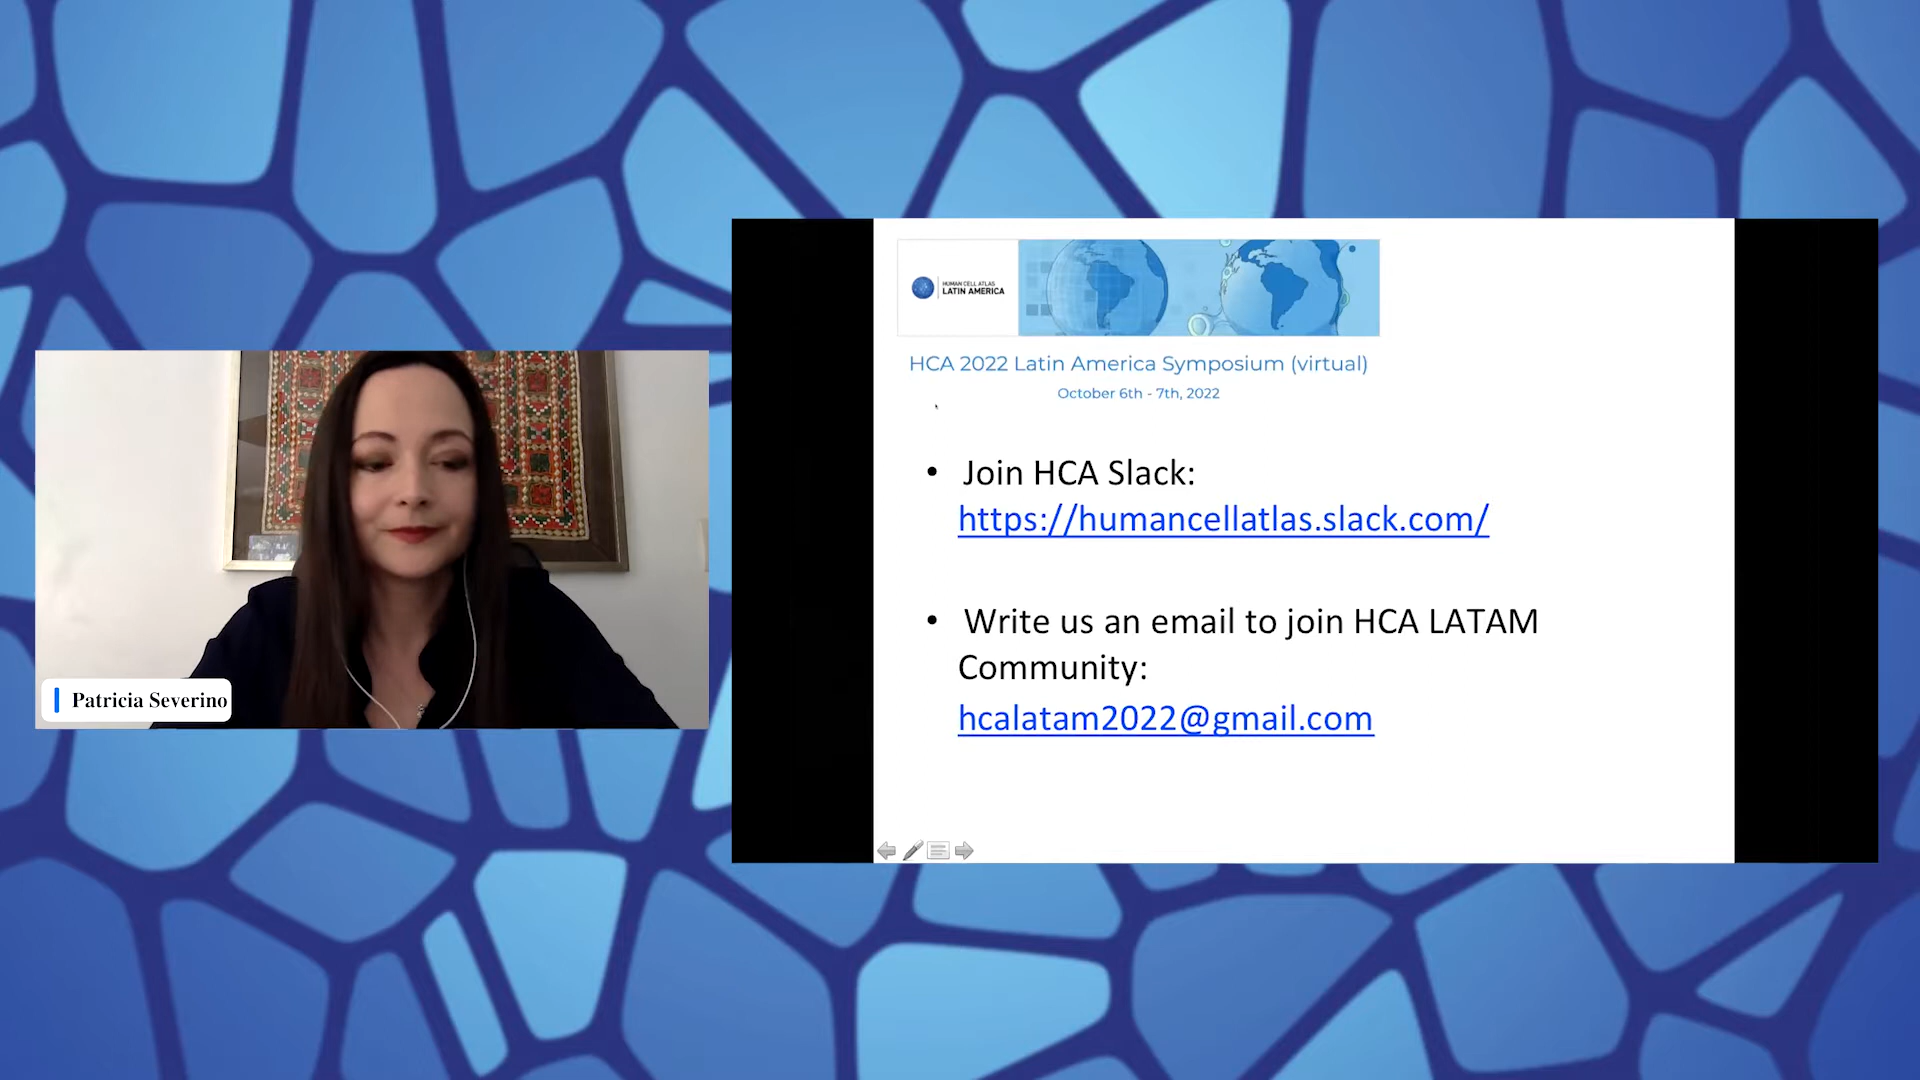 HUMAN CELL ATLAS
LATIN AMERICA
HCA 2022 Latin America Symposium (virtual)
October 6th - 7th, 2022
• Join HCA Slack:
https://humancellatlas.slack.com/
• Write us an email to join HCA LATAM
Community:
hcalatam2022@gmail.com
Patricia Severino